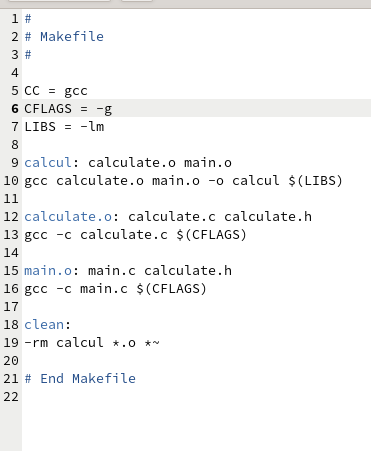 1 #
2 # Makefile
3 #
4
5 CC = gcc
6 CFLAGS = -g
7 LIBS = -lm
8
9 calcul: calculate.o main.o
10 gcc calculate.o main.o -o calcul $(LIBS)
11
12 calculate.o: calculate.c calculate.h
13 gcc -c calculate.c $(CFLAGS)
14
15 main.o: main.c calculate.h
16 gcc -c main.c $(CFLAGS)
17
18 clean:
19 -rm calcul *.o *~
20
21 # End Makefile
22